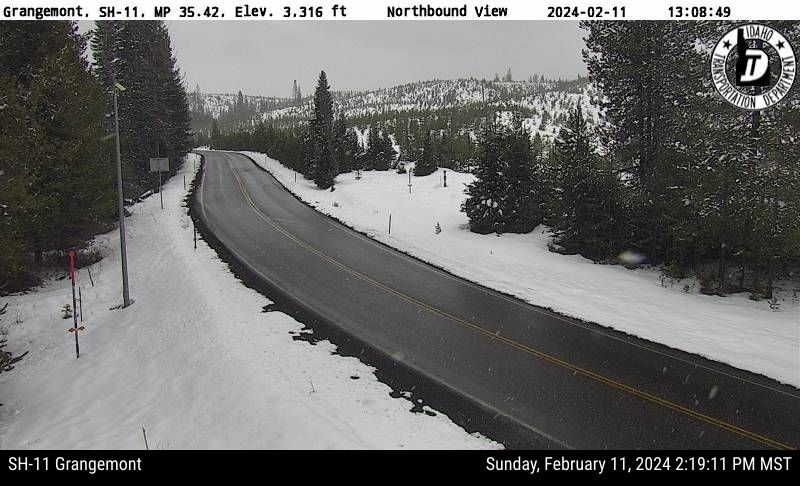 Grangemont, SH-11, MP 35.42, Elev. 3,316 ft Northbound View 2024-02-11 13:08:49
IDAHO
TRANSPORTATION DEPARTMENT
SH-11 Grangemont Sunday, February 11, 2024 2:19:11 PM MST